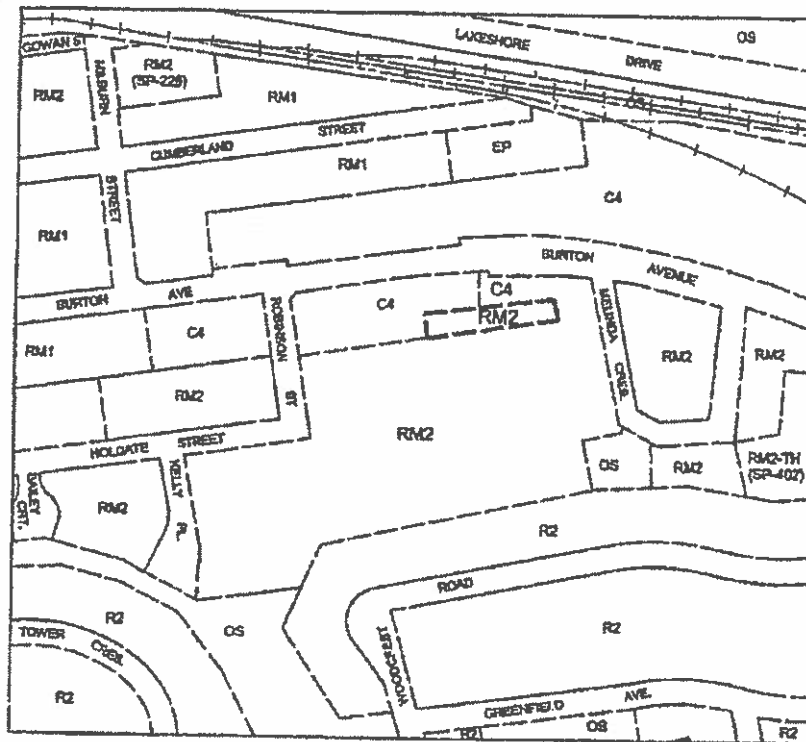 LAKESHORE DRIVE
OS
GOWAN ST
MILBURN STREET
RM2
RM2
(SP-228)
RM1
OS
CUMBERLAND STREET
RM1
EP
C4
RM1
BURTON AVE
BURTON AVENUE
C4
C4
RM2
ROBINSON ST
MELINDA CRES.
RM1
C4
RM2
RM2
RM2
RM2
HOLGATE STREET
KELLY PL.
OS
RM2
RM2-TH
(SP-402)
BAILEY CRT.
RM2
R2
ROAD
WOODCREST
R2
OS
R2
TOWER CRES.
R2
GREENFIELD AVE.
R2
OS
R2